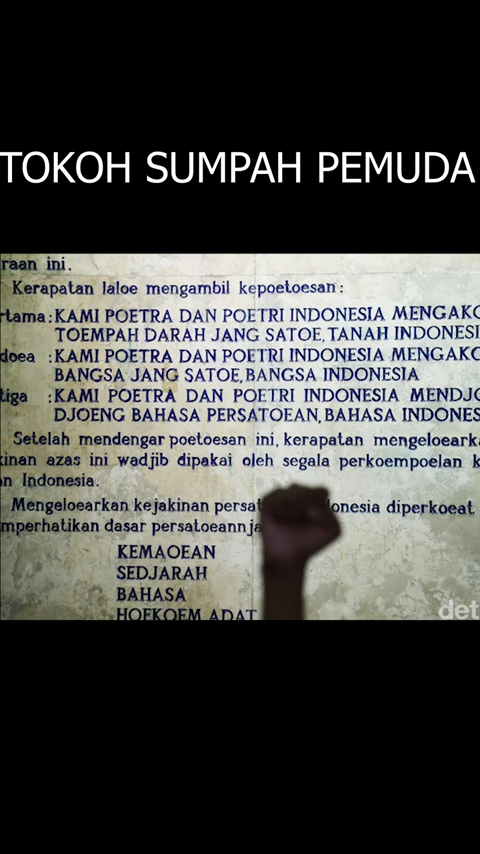 TOKOH SUMPAH PEMUDA
raan ini.
Kerapatan laloe mengambil kepoetoesan:
rtama: KAMI POETRA DAN POETRI INDONESIA MENGAKO
TOEMPAH DARAH JANG SATOE, TANAH INDONESI
doea : KAMI POETRA DAN POETRI INDONESIA MENGAKO
BANGSA JANG SATOE, BANGSA INDONESIA
tiga : KAMI POETRA DAN POETRI INDONESIA MENDJO
DJOENG BAHASA PERSATOEAN, BAHASA INDONES
Setelah mendengar poetoesan ini, kerapatan mengeloearka
kinan azas ini wadjib dipakai oleh segala perkoempoelan k
n Indonesia.
Mengeloearkan kejakinan persat onesia diperkoeat
mperhatikan dasar persatoeannja
KEMAOEAN
SEDJARAH
BAHASA
HOEKOEM ADAT
det